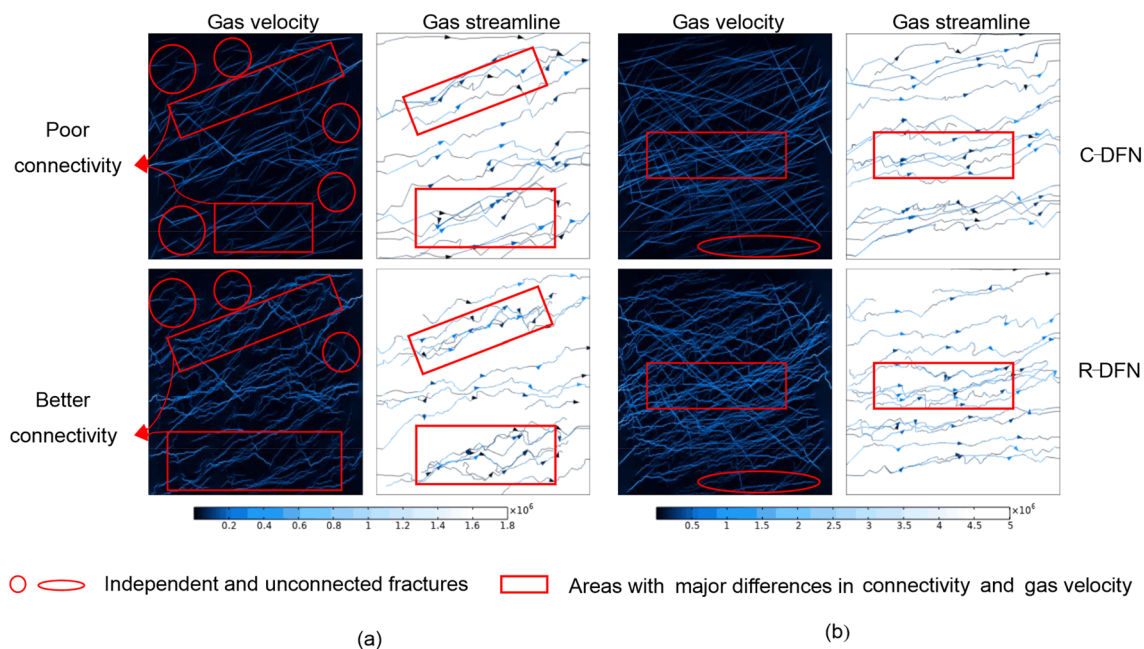 Gas velocity
Gas streamline
Gas velocity
Gas streamline
Poor
connectivity
C-DFN
Better
connectivity
R-DFN
×10⁶
0.2 0.4 0.6 0.8 1 1.2 1.4 1.6 1.8
×10⁶
0.5 1 1.5 2 2.5 3 3.5 4 4.5 5
Independent and unconnected fractures
Areas with major differences in connectivity and gas velocity
(a)
(b)